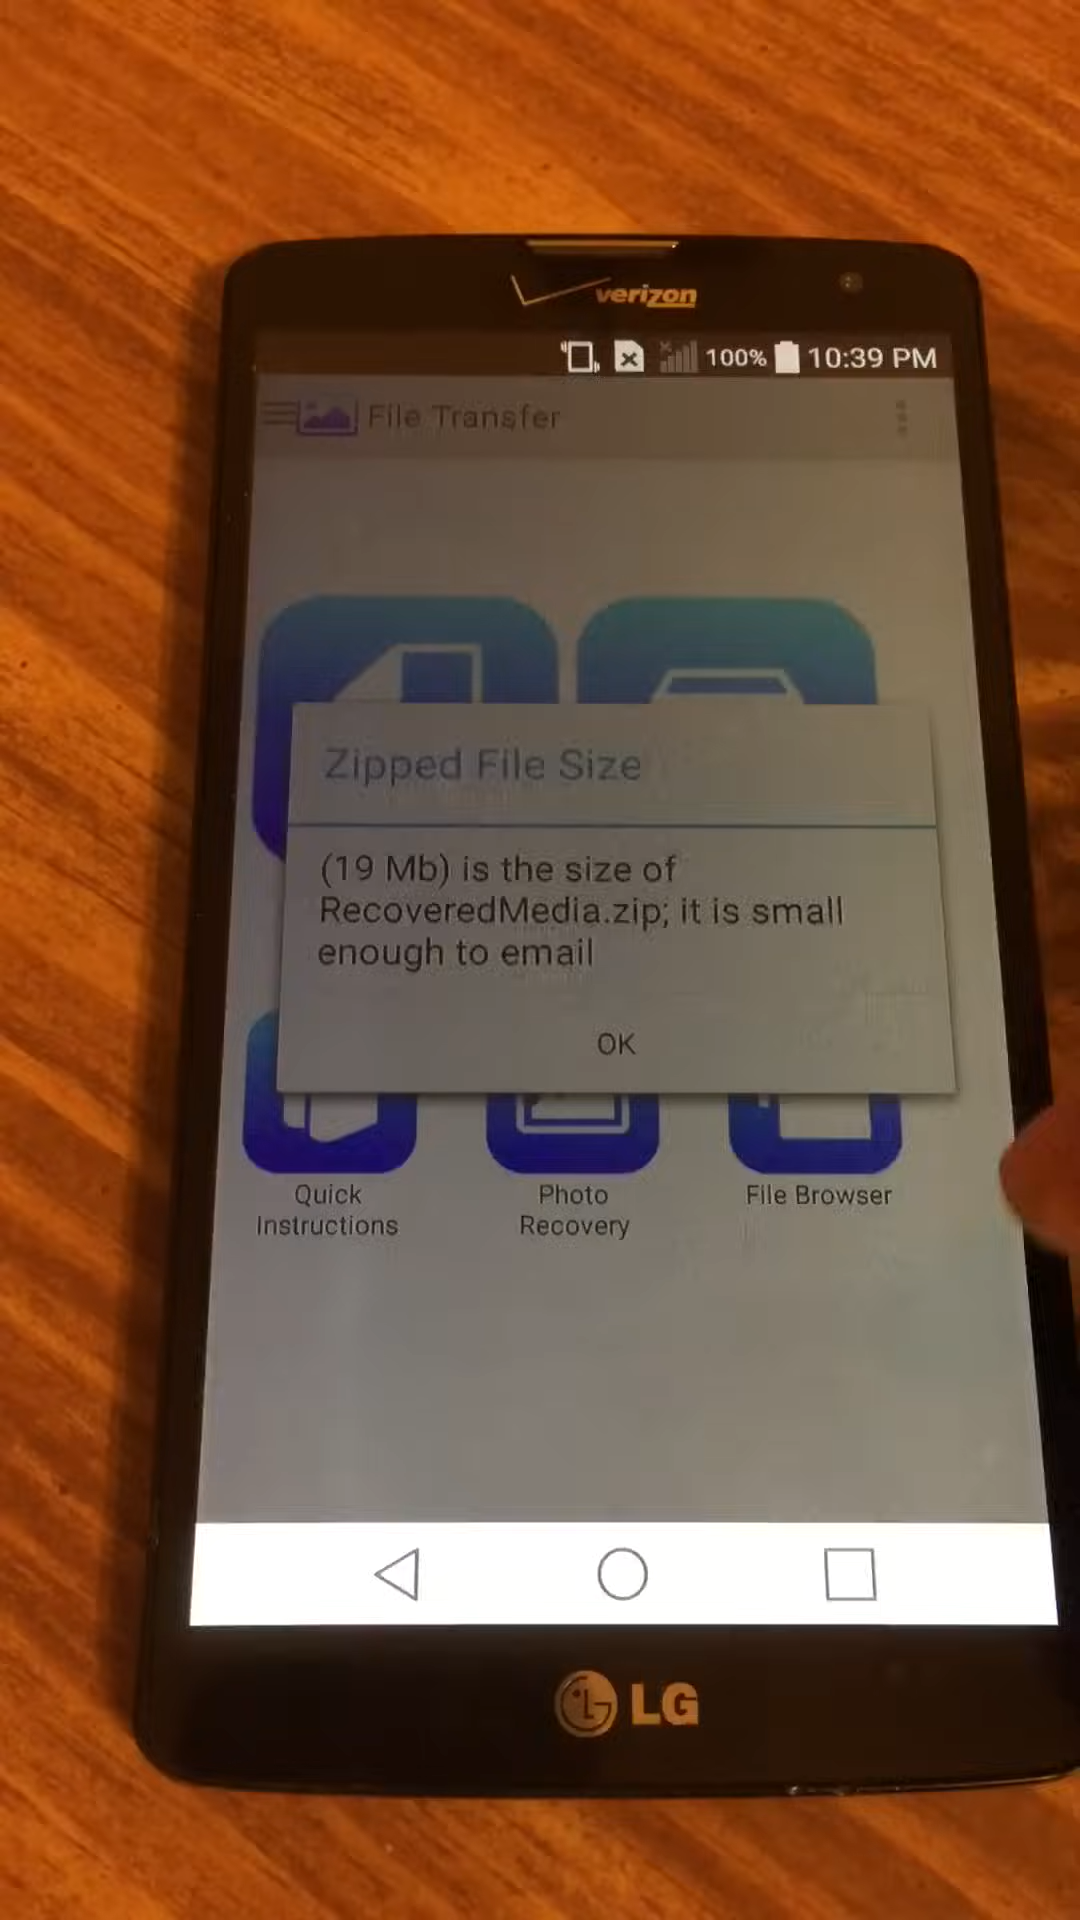 verizon
100% 10:39 PM
File Transfer
Zipped File Size
(19 Mb) is the size of
RecoveredMedia.zip; it is small
enough to email
OK
Quick
Instructions
Photo
Recovery
File Browser
LG